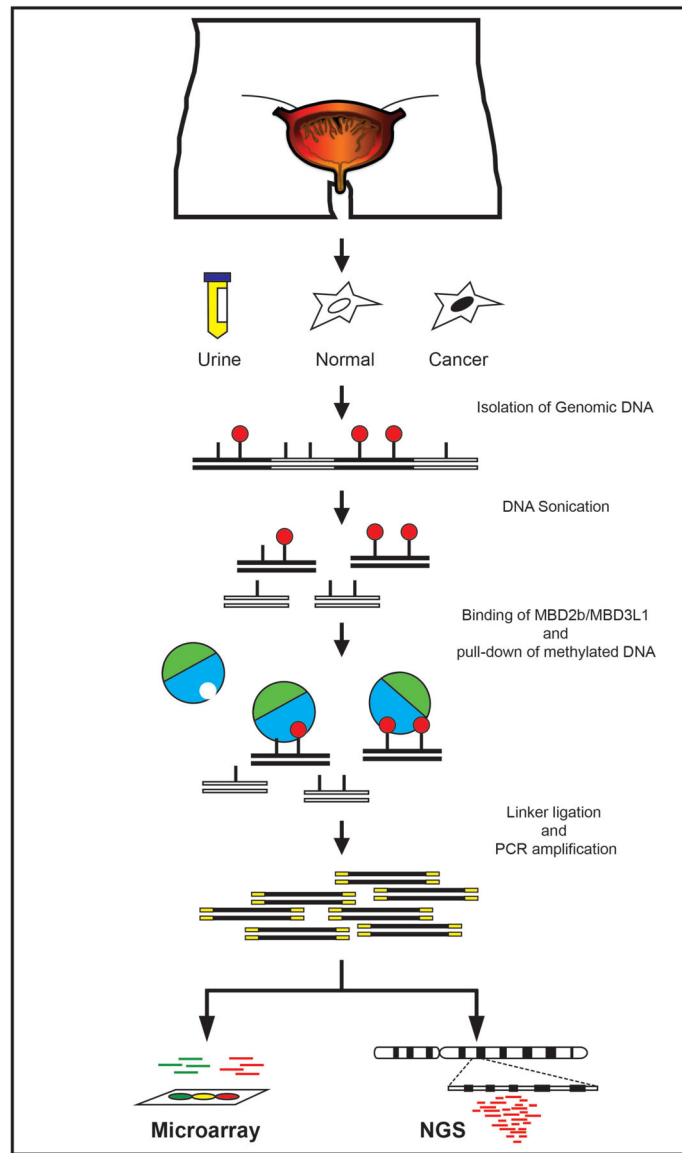 Urine
Normal
Cancer
Isolation of Genomic DNA
DNA Sonication
Binding of MBD2b/MBD3L1
and
pull-down of methylated DNA
Linker ligation
and
PCR amplification
Microarray
NGS